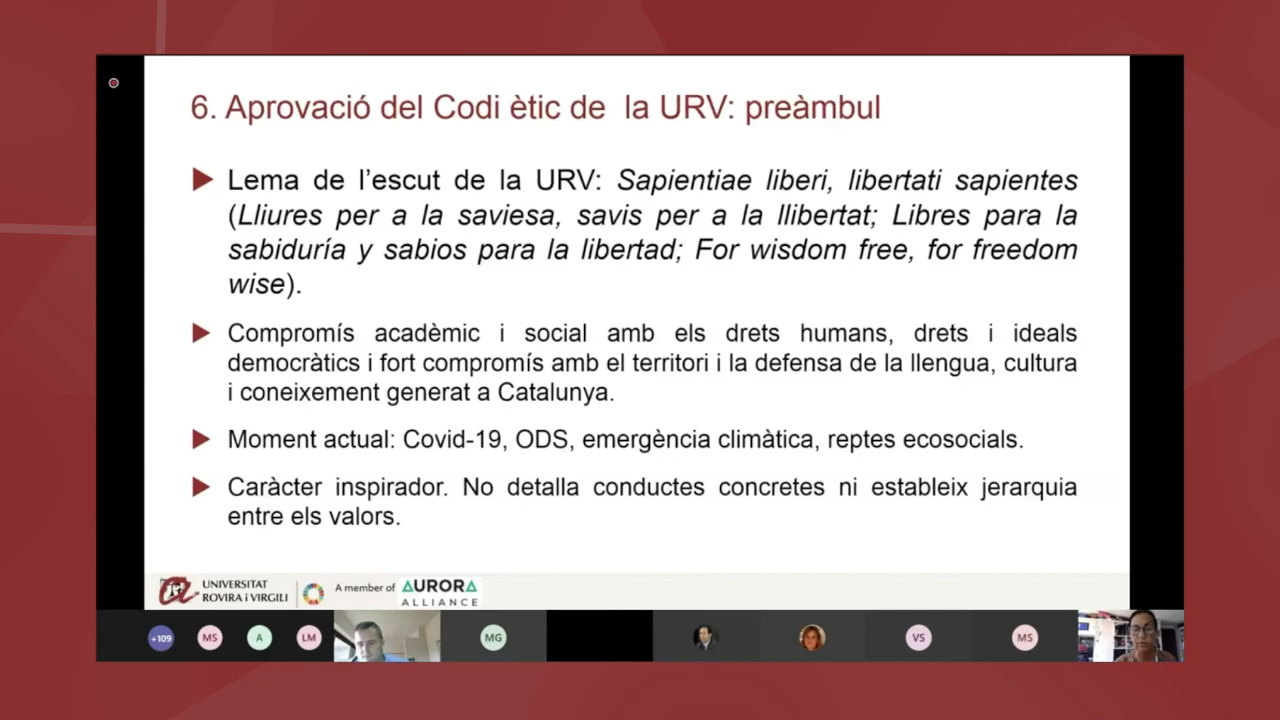 6. Aprovació del Codi ètic de la URV: preàmbul
Lema de l'escut de la URV: Sapientiae liberi, libertati sapientes
(Lliures per a la saviesa, savis per a la llibertat; Libres para la
sabiduría y sabios para la libertad; For wisdom free, for freedom
wise).
Compromís acadèmic i social amb els drets humans, drets i ideals
democràtics i fort compromís amb el territori i la defensa de la llengua, cultura
i coneixement generat a Catalunya.
Moment actual: Covid-19, ODS, emergència climàtica, reptes ecosocials.
Caràcter inspirador. No detalla conductes concretes ni estableix jerarquia
entre els valors.
UNIVERSITAT
ROVIRA i VIRGILI
A member of
AURORA
ALLIANCE
+109
MS
A
LM
MG
VS
MS